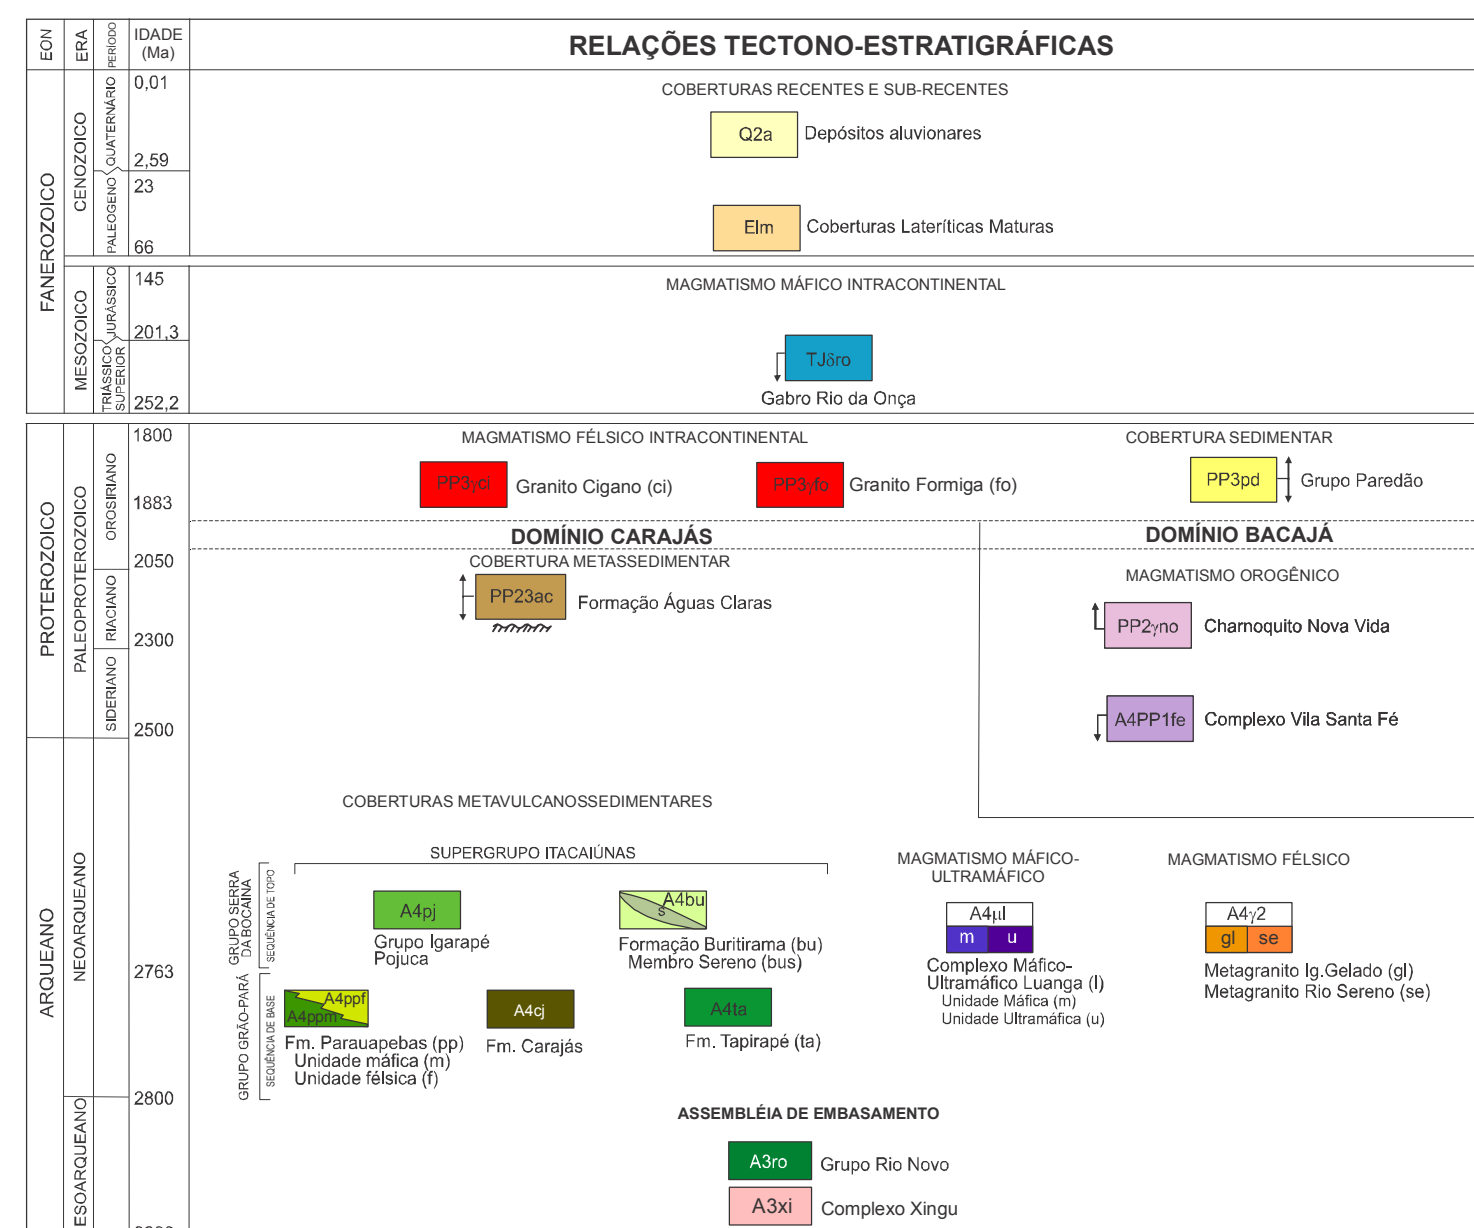 EON
ERA
PERÍODO
IDADE
(Ma)
RELAÇÕES TECTONO-ESTRATIGRÁFICAS
FANEROZOICO
CENOZOICO
QUATERNÁRIO
0,01
2,59
COBERTURAS RECENTES E SUB-RECENTES
Q2a
Depósitos aluvionares
PALEOGENO
23
66
Elm
Coberturas Lateríticas Maturas
MESOZOICO
JURÁSSICO
145
201,3
MAGMATISMO MÁFICO INTRACONTINENTAL
TRIÁSSICO
SUPERIOR
252,2
TJδro
Gabro Rio da Onça
PROTEROZOICO
PALEOPROTEROZOICO
OROSIRIANO
1800
1883
2050
MAGMATISMO FÉLSICO INTRACONTINENTAL
PP3γci
Granito Cigano (ci)
PP3γfo
Granito Formiga (fo)
COBERTURA SEDIMENTAR
PP3pd
Grupo Paredão
DOMÍNIO CARAJÁS
DOMÍNIO BACAJÁ
COBERTURA METASSEDIMENTAR
PP23ac
Formação Águas Claras
RIACIANO
2300
SIDERIANO
2500
MAGMATISMO OROGÊNICO
PP2γno
Charnoquito Nova Vida
A4PP1fe
Complexo Vila Santa Fé
ARQUEANO
NEOARQUEANO
2763
2800
COBERTURAS METAVULCANOSSEDIMENTARES
SUPERGRUPO ITACAIÚNAS
GRUPO SERRA
DA BOCAINA
SEQUÊNCIA DE TOPO
A4pj
Grupo Igarapé
Pojuca
A4bu
s
Formação Buritirama (bu)
Membro Sereno (bus)
MAGMATISMO MÁFICO-
ULTRAMÁFICO
A4μl
m
u
Complexo Máfico-
Ultramáfico Luanga (l)
Unidade Máfica (m)
Unidade Ultramáfica (u)
MAGMATISMO FÉLSICO
A4γ2
gl
se
Metagranito Ig.Gelado (gl)
Metagranito Rio Sereno (se)
GRUPO GRÃO-PARÁ
SEQUÊNCIA DE BASE
A4ppf
A4ppm
Fm. Parauapebas (pp)
Unidade máfica (m)
Unidade félsica (f)
A4cj
Fm. Carajás
A4ta
Fm. Tapirapé (ta)
ESOARQUEANO
ASSEMBLÉIA DE EMBASAMENTO
A3ro
Grupo Rio Novo
A3xi
Complexo Xingu